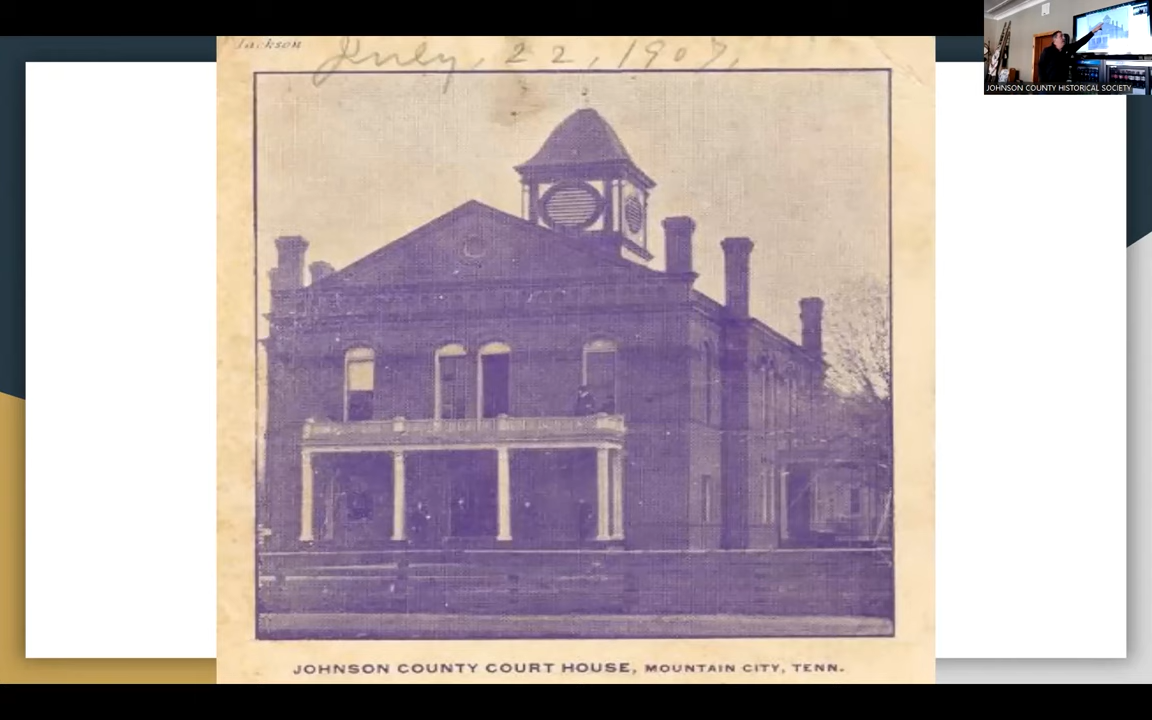 Jackson
July, 22, 1907.
JOHNSON COUNTY HISTORICAL SOCIETY
JOHNSON COUNTY COURT HOUSE, MOUNTAIN CITY, TENN.